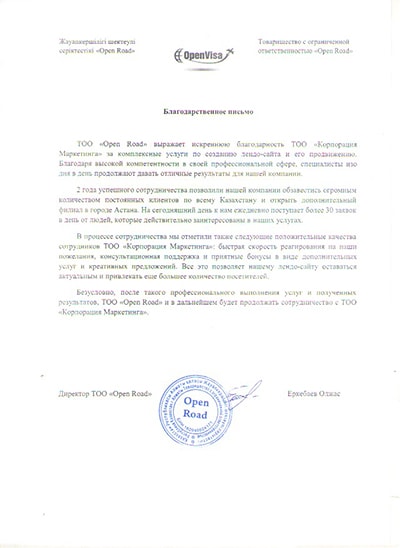 Жауапкершілігі шектеулі
серіктестігі «Open Road»
OpenVisa
Товарищество с ограниченной
ответственностью «Open Road»
Благодарственное письмо
ТОО «Open Road» выражает искреннюю благодарность ТОО «Корпорация
Маркетинга» за комплексные услуги по созданию лендо-сайта и его продвижению.
Благодаря высокой компетентности в своей профессиональной сфере, специалисты изо
дня в день продолжают давать отличные результаты для нашей компании.
2 года успешного сотрудничества позволили нашей компании обзавестись огромным
количеством постоянных клиентов по всему Казахстану и открыть дополнительный
филиал в городе Астана. На сегодняшний день к нам ежедневно поступает более 30 заявок
в день от людей, которые действительно заинтересованы в наших услугах.
В процессе сотрудничества мы отметили также следующие положительные качества
сотрудников ТОО «Корпорация Маркетинга»: быстрая скорость реагирования на наши
пожелания, консультационная поддержка и приятные бонусы в виде дополнительных
услуг и креативных предложений. Все это позволяет нашему лендо-сайту оставаться
актуальным и привлекать еще большее количество посетителей.
Безусловно, после такого профессионального выполнения услуг и полученных
результатов, ТОО «Open Road» и в дальнейшем будет продолжать сотрудничество с ТОО
«Корпорация Маркетинга».
Директор ТОО «Open Road»
Open
Road
Еркебаев Олжас